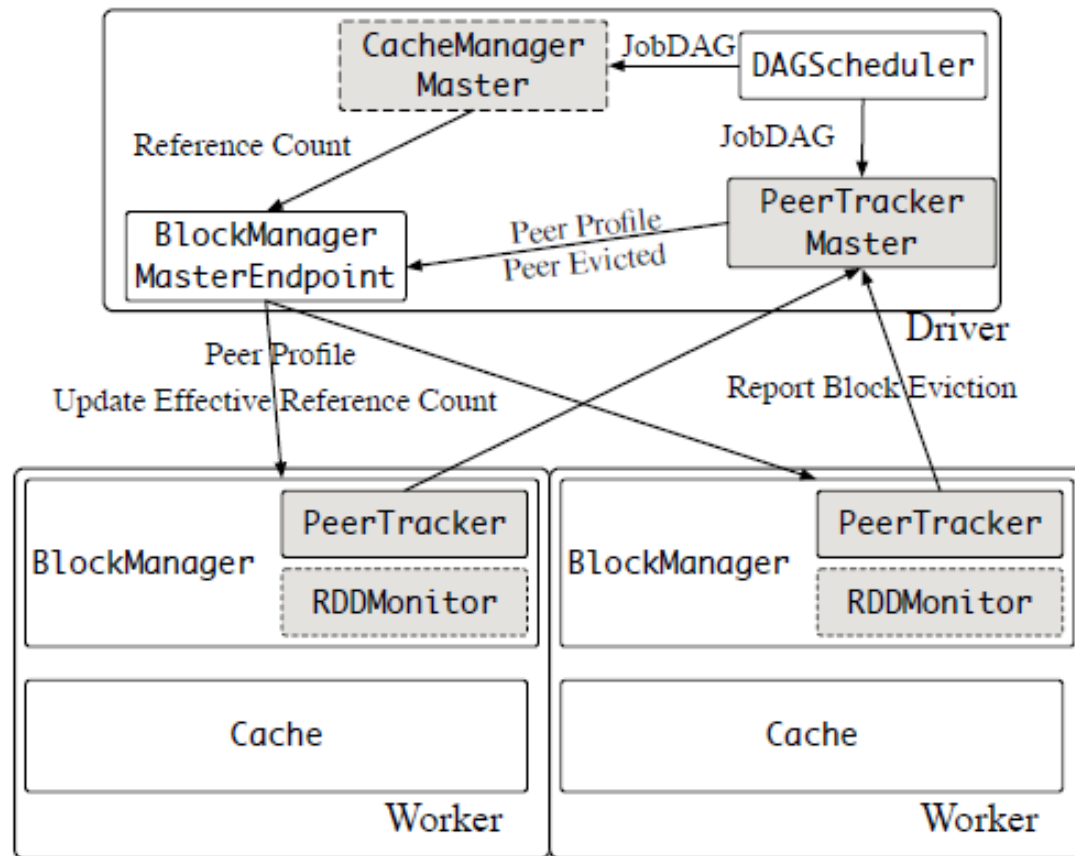 CacheManager
Master
JobDAG
DAGScheduler
Reference Count
JobDAG
BlockManager
MasterEndpoint
Peer Profile
Peer Evicted
PeerTracker
Master
Driver
Peer Profile
Update Effective Reference Count
Report Block Eviction
BlockManager
PeerTracker
RDDMonitor
Cache
Worker
BlockManager
PeerTracker
RDDMonitor
Cache
Worker